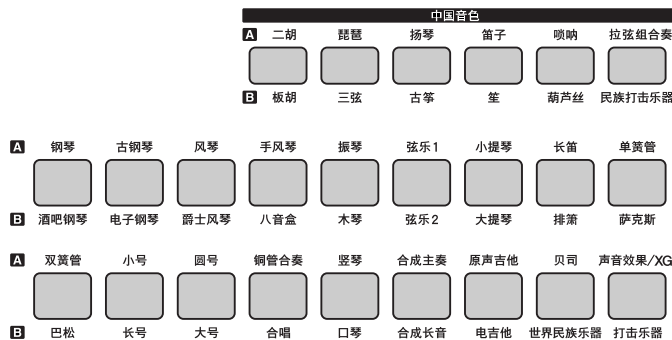 中国音色
A 二胡 琵琶 扬琴 笛子 唢呐 拉弦组合奏
B 板胡 三弦 古筝 笙 葫芦丝 民族打击乐器
A 钢琴 古钢琴 风琴 手风琴 振琴 弦乐1 小提琴 长笛 单簧管
B 酒吧钢琴 电子钢琴 爵士风琴 八音盒 木琴 弦乐2 大提琴 排箫 萨克斯
A 双簧管 小号 圆号 铜管合奏 竖琴 合成主奏 原声吉他 贝司 声音效果/XG
B 巴松 长号 大号 合唱 口琴 合成长音 电吉他 世界民族乐器 打击乐器